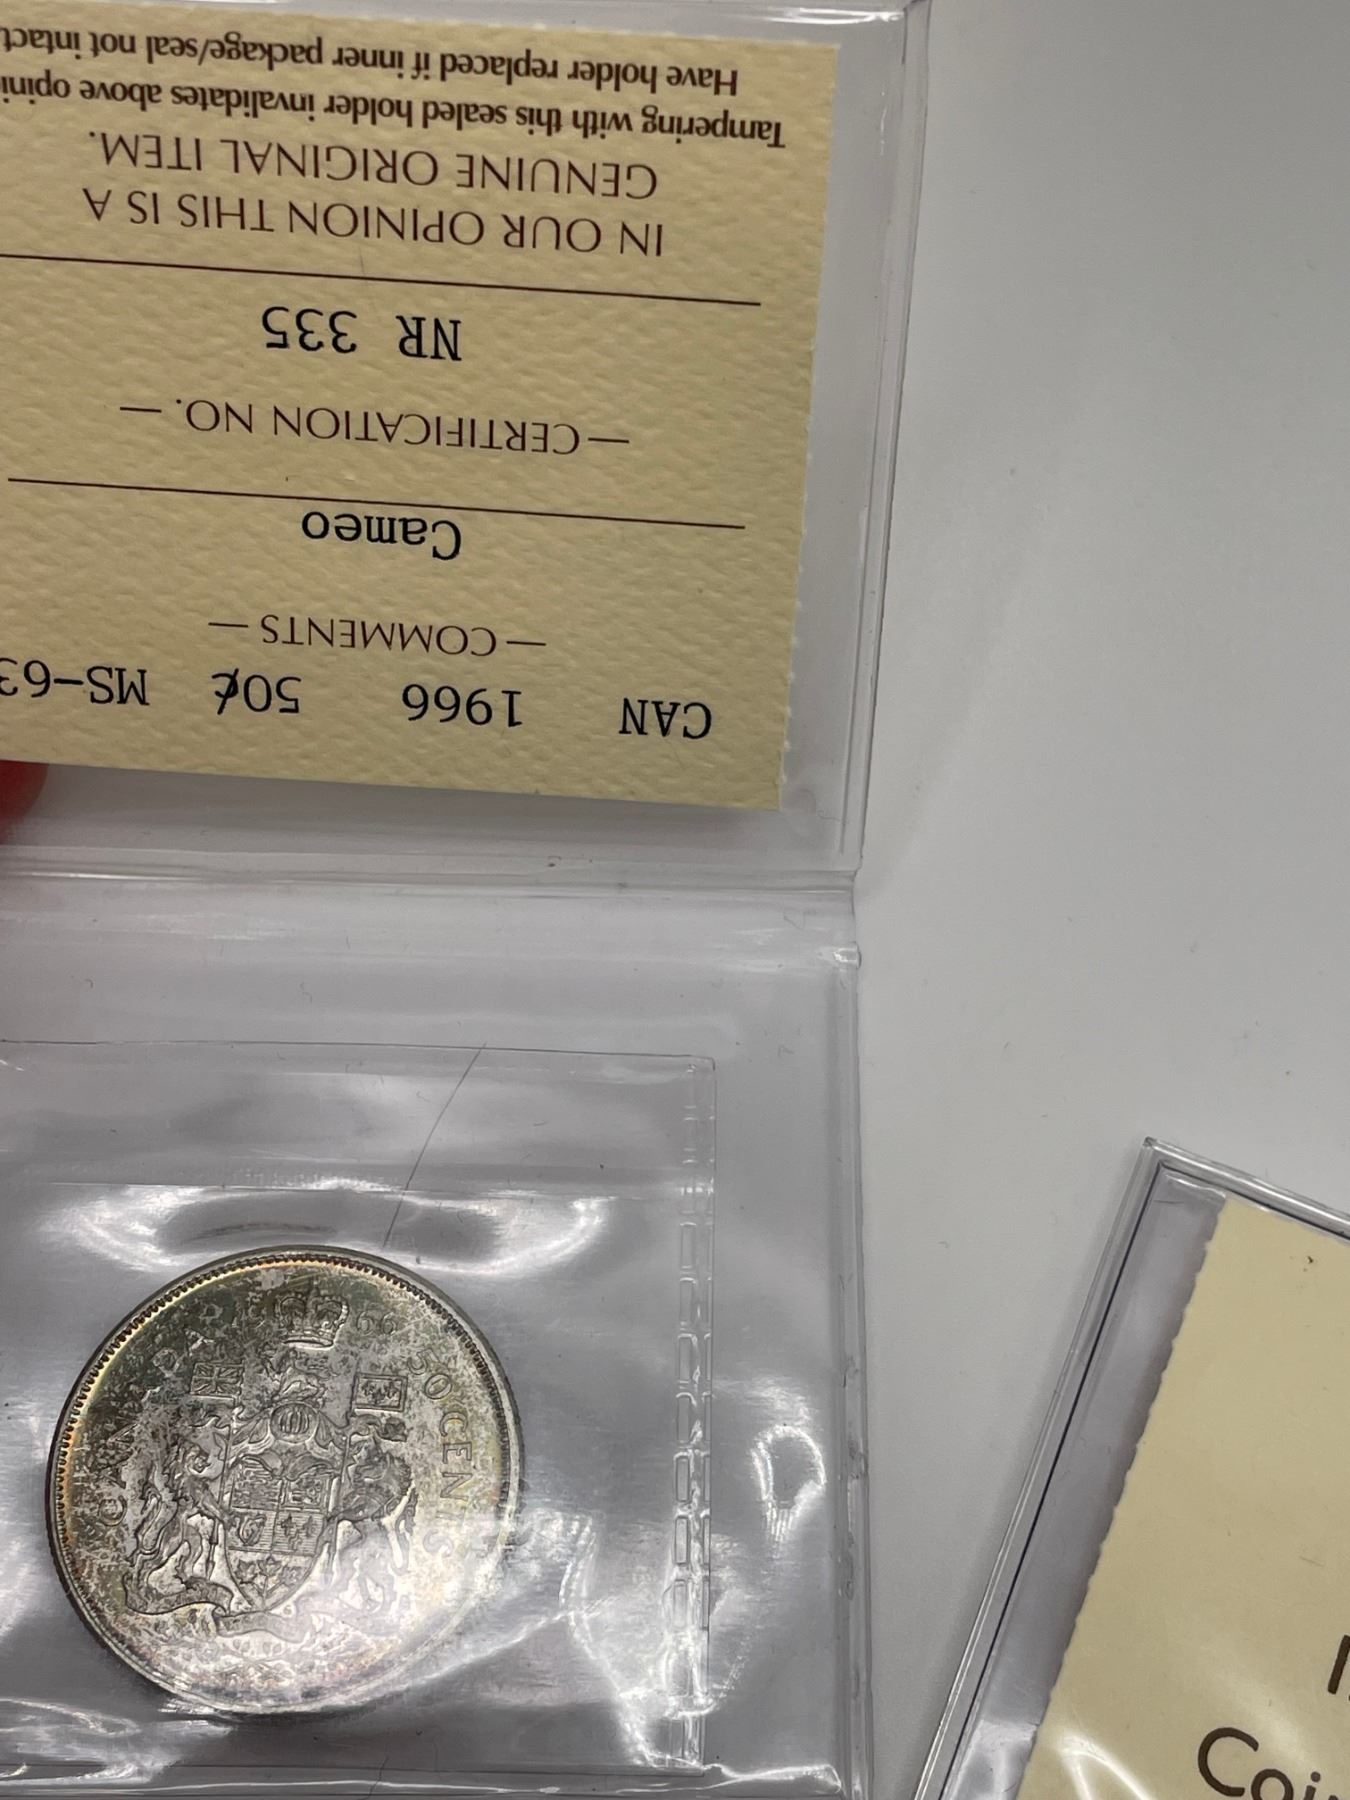 CAN 1966 50¢ MS-63
— COMMENTS —
Cameo
— CERTIFICATION NO. —
NR 335
IN OUR OPINION THIS IS A
GENUINE ORIGINAL ITEM.
Tampering with this sealed holder invalidates above opini
Have holder replaced if inner package/seal not intact
CANADA 1966 50 CENTS
Coi